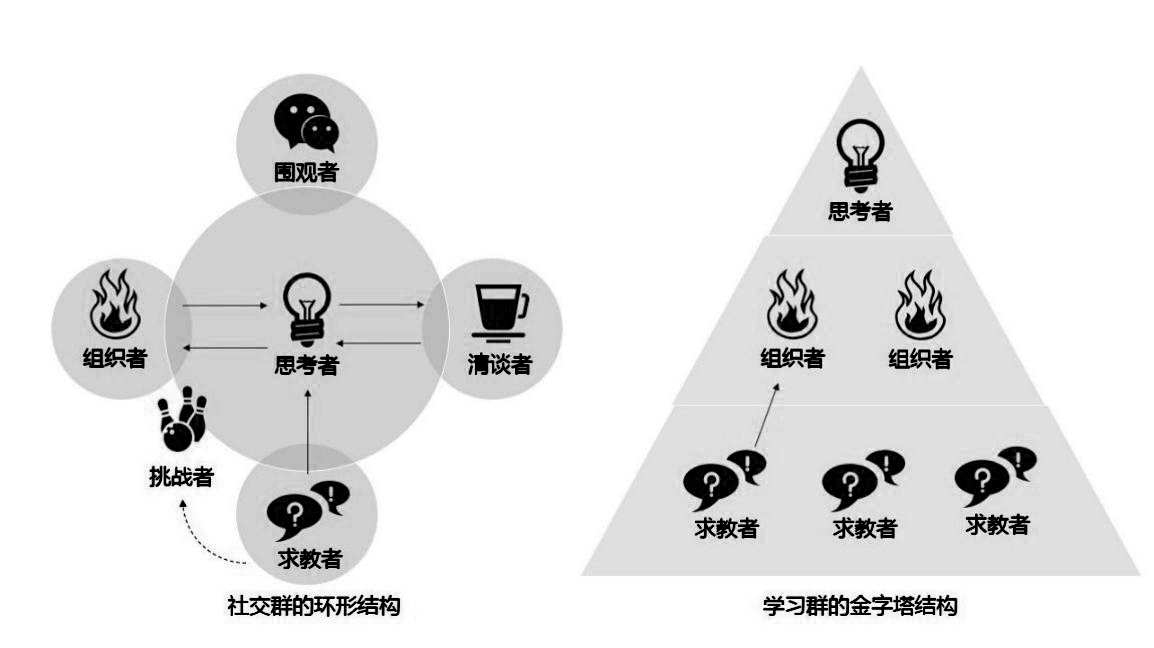 围观者
组织者
思考者
清谈者
挑战者
求教者
社交群的环形结构
思考者
组织者
组织者
求教者
求教者
求教者
学习群的金字塔结构